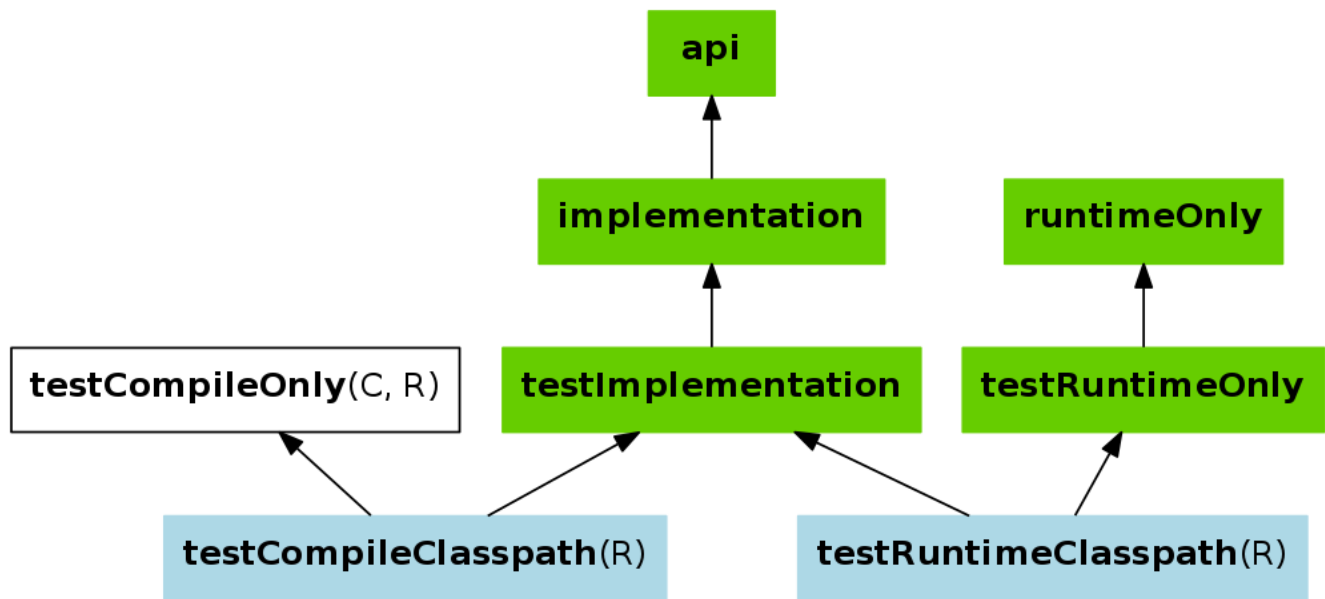 api
implementation
runtimeOnly
testCompileOnly(C, R)
testImplementation
testRuntimeOnly
testCompileClasspath(R)
testRuntimeClasspath(R)